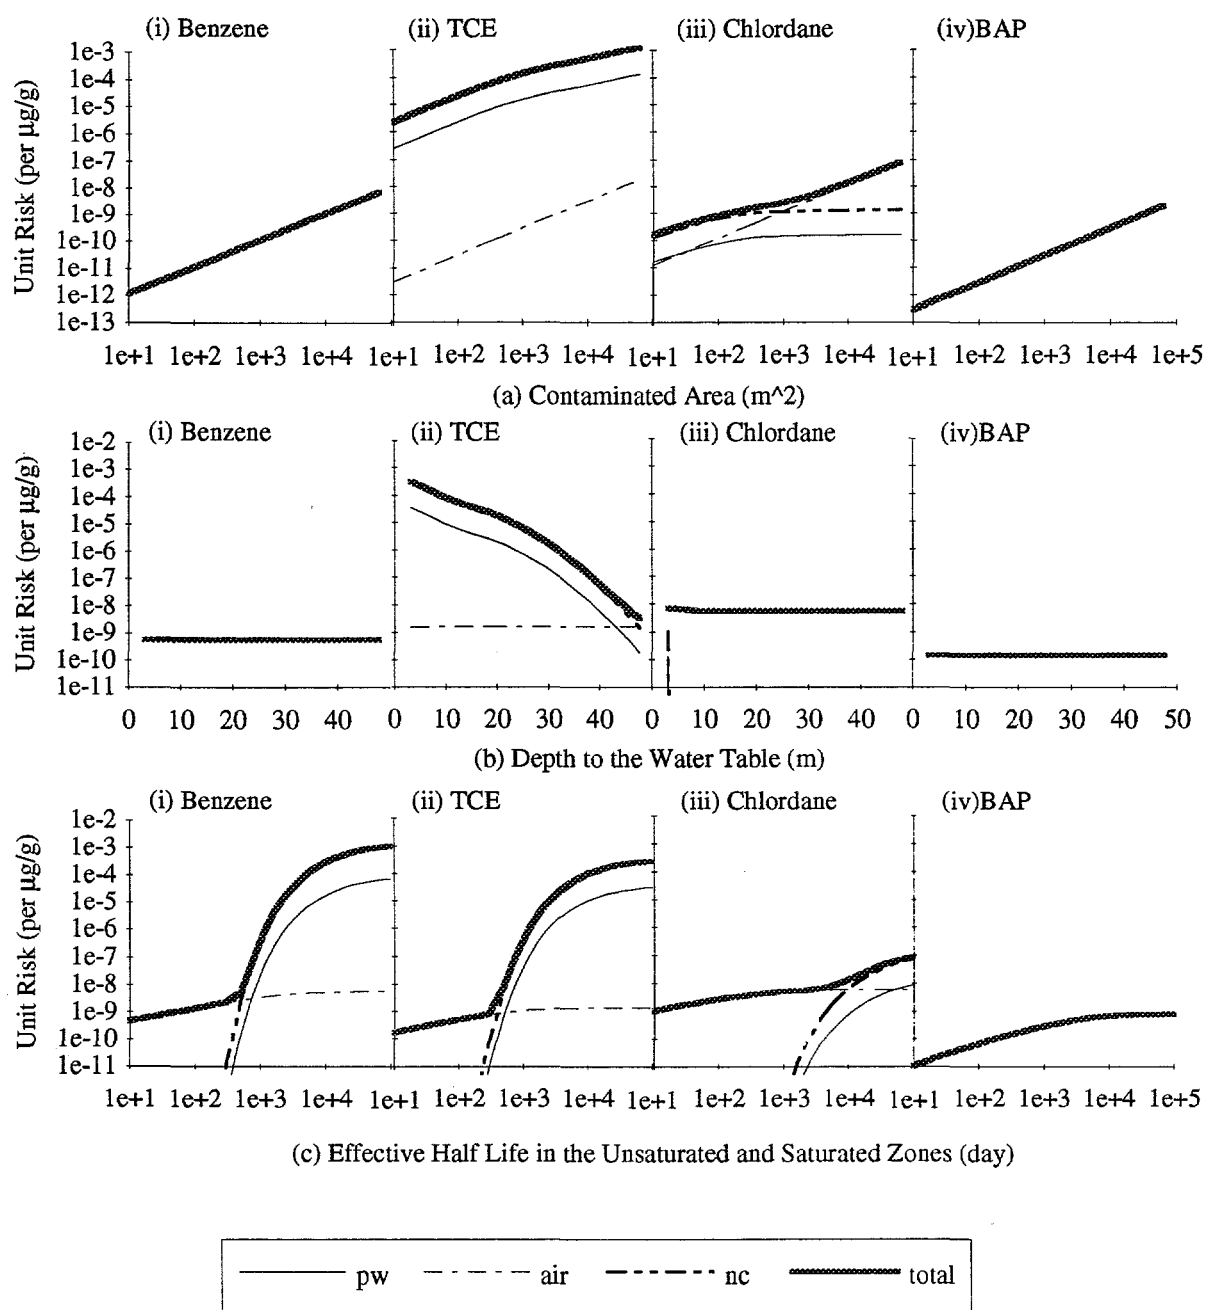 (i) Benzene (ii) TCE (iii) Chlordane (iv)BAP
Unit Risk (per μg/g)
1e-3
1e-4
1e-5
1e-6
1e-7
1e-8
1e-9
1e-10
1e-11
1e-12
1e-13
1e+1 1e+2 1e+3 1e+4 1e+1 1e+2 1e+3 1e+4 1e+1 1e+2 1e+3 1e+4 1e+1 1e+2 1e+3 1e+4 1e+5
(a) Contaminated Area (m^2)
(i) Benzene (ii) TCE (iii) Chlordane (iv)BAP
Unit Risk (per μg/g)
1e-2
1e-3
1e-4
1e-5
1e-6
1e-7
1e-8
1e-9
1e-10
1e-11
0 10 20 30 40 0 10 20 30 40 0 10 20 30 40 0 10 20 30 40 50
(b) Depth to the Water Table (m)
(i) Benzene (ii) TCE (iii) Chlordane (iv)BAP
Unit Risk (per μg/g)
1e-2
1e-3
1e-4
1e-5
1e-6
1e-7
1e-8
1e-9
1e-10
1e-11
1e+1 1e+2 1e+3 1e+4 1e+1 1e+2 1e+3 1e+4 1e+1 1e+2 1e+3 1e+4 1e+1 1e+2 1e+3 1e+4 1e+5
(c) Effective Half Life in the Unsaturated and Saturated Zones (day)
pw air nc total